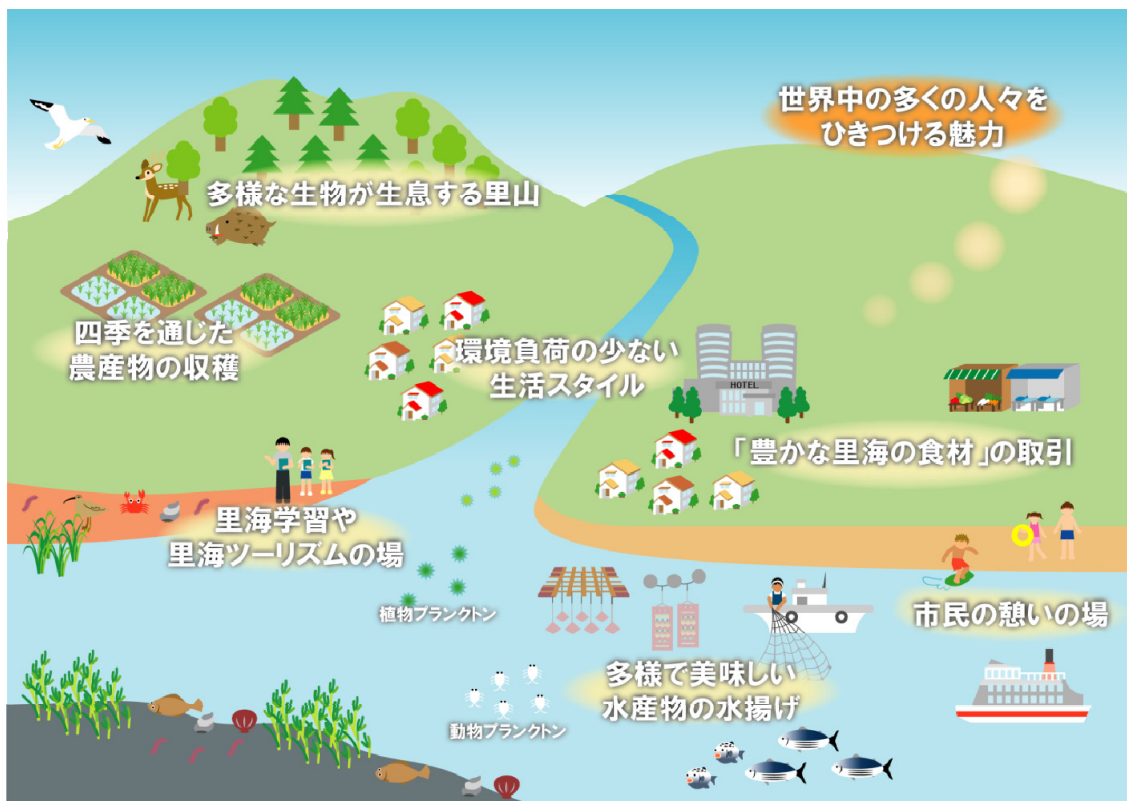 世界中の多くの人々を
ひきつける魅力
多様な生物が生息する里山
四季を通じた
農産物の収穫
環境負荷の少ない
生活スタイル
HOTEL
「豊かな里海の食材」の取引
里海学習や
里海ツーリズムの場
植物プランクトン
市民の憩いの場
多様で美味しい
水産物の水揚げ
動物プランクトン